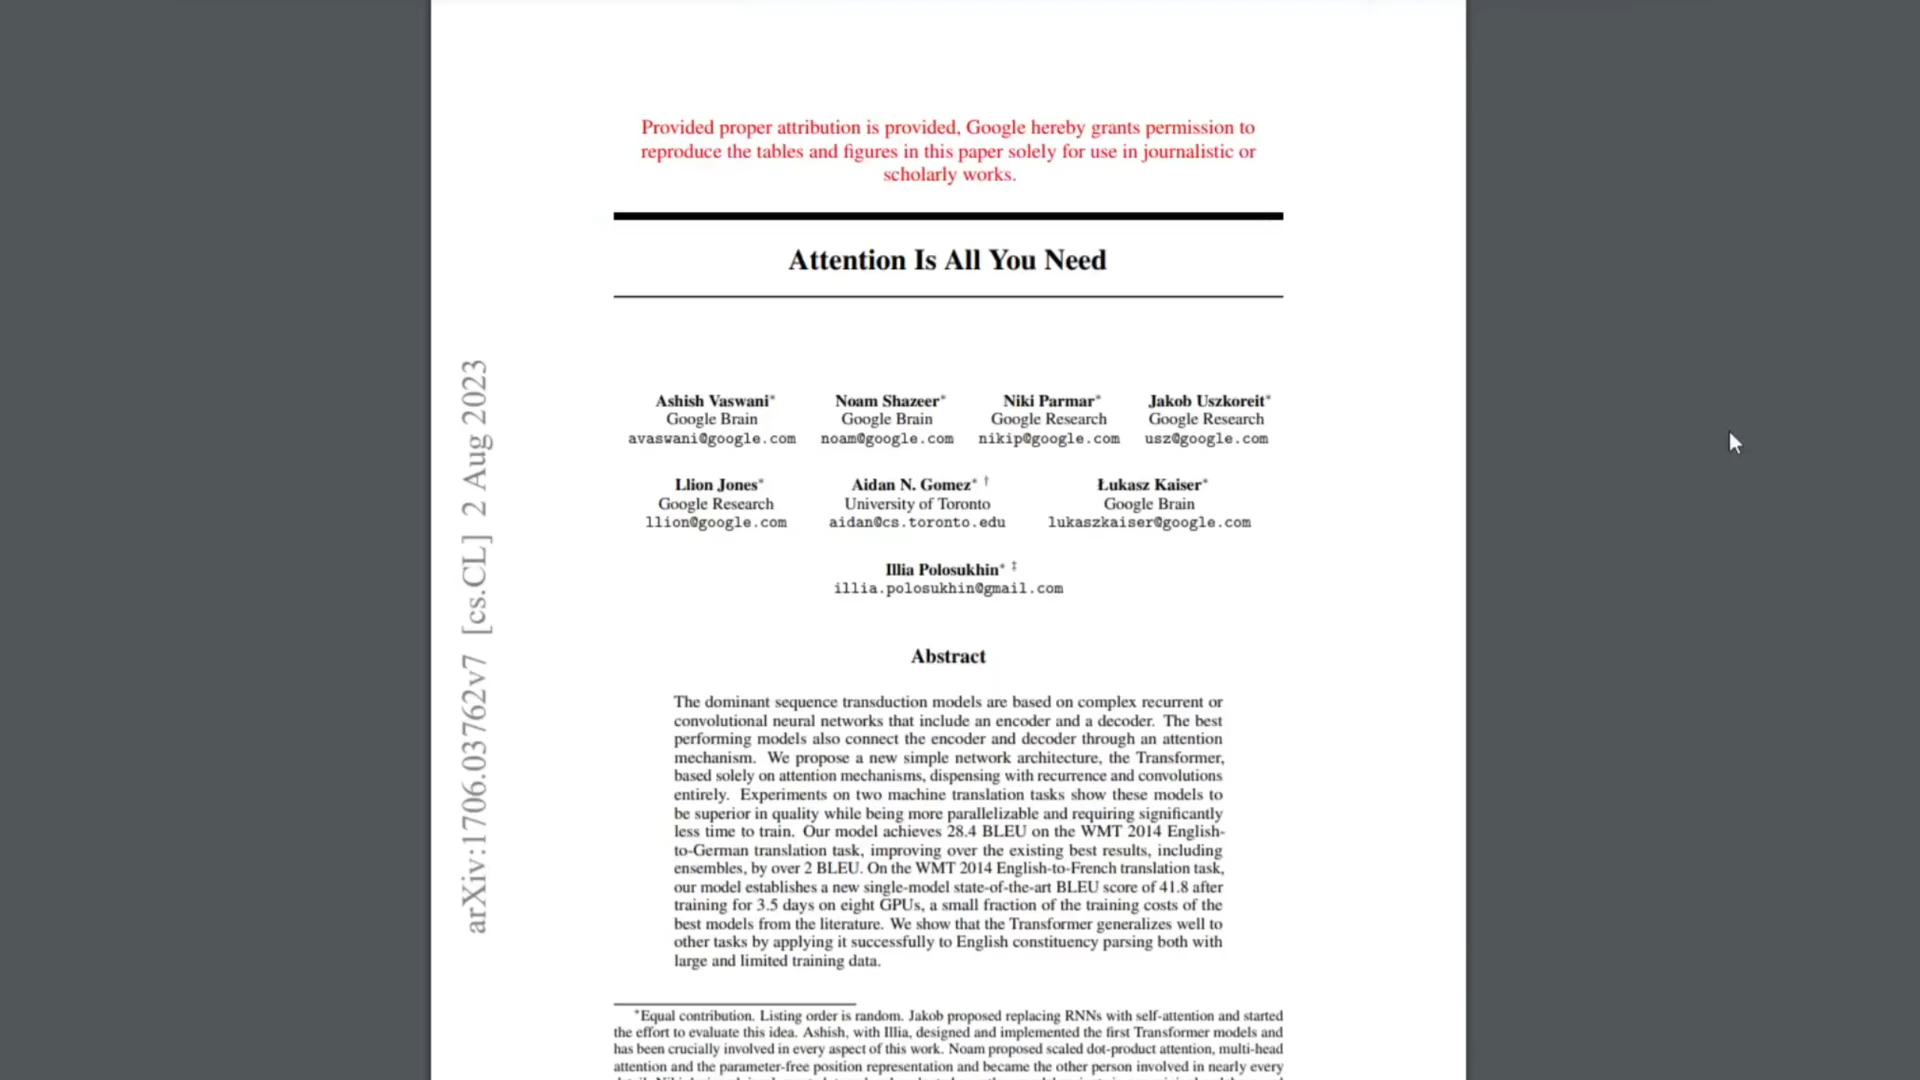 Provided proper attribution is provided, Google hereby grants permission to
reproduce the tables and figures in this paper solely for use in journalistic or
scholarly works.
Attention Is All You Need
Ashish Vaswani* Noam Shazeer* Niki Parmar* Jakob Uszkoreit*
Google Brain Google Brain Google Research Google Research
avaswani@google.com noam@google.com nikip@google.com usz@google.com
Llion Jones* Aidan N. Gomez* † Łukasz Kaiser*
Google Research University of Toronto Google Brain
llion@google.com aidan@cs.toronto.edu lukaszkaiser@google.com
Illia Polosukhin* ‡
illia.polosukhin@gmail.com
arXiv:1706.03762v7 [cs.CL] 2 Aug 2023
Abstract
The dominant sequence transduction models are based on complex recurrent or
convolutional neural networks that include an encoder and a decoder. The best
performing models also connect the encoder and decoder through an attention
mechanism. We propose a new simple network architecture, the Transformer,
based solely on attention mechanisms, dispensing with recurrence and convolutions
entirely. Experiments on two machine translation tasks show these models to
be superior in quality while being more parallelizable and requiring significantly
less time to train. Our model achieves 28.4 BLEU on the WMT 2014 English-
to-German translation task, improving over the existing best results, including
ensembles, by over 2 BLEU. On the WMT 2014 English-to-French translation task,
our model establishes a new single-model state-of-the-art BLEU score of 41.8 after
training for 3.5 days on eight GPUs, a small fraction of the training costs of the
best models from the literature. We show that the Transformer generalizes well to
other tasks by applying it successfully to English constituency parsing both with
large and limited training data.
*Equal contribution. Listing order is random. Jakob proposed replacing RNNs with self-attention and started
the effort to evaluate this idea. Ashish, with Illia, designed and implemented the first Transformer models and
has been crucially involved in every aspect of this work. Noam proposed scaled dot-product attention, multi-head
attention and the parameter-free position representation and became the other person involved in nearly every